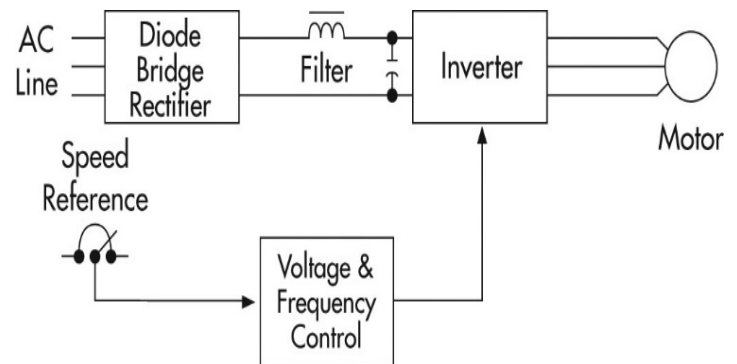 AC
Line
Diode
Bridge
Rectifier
Filter
Inverter
Motor
Speed
Reference
Voltage &
Frequency
Control